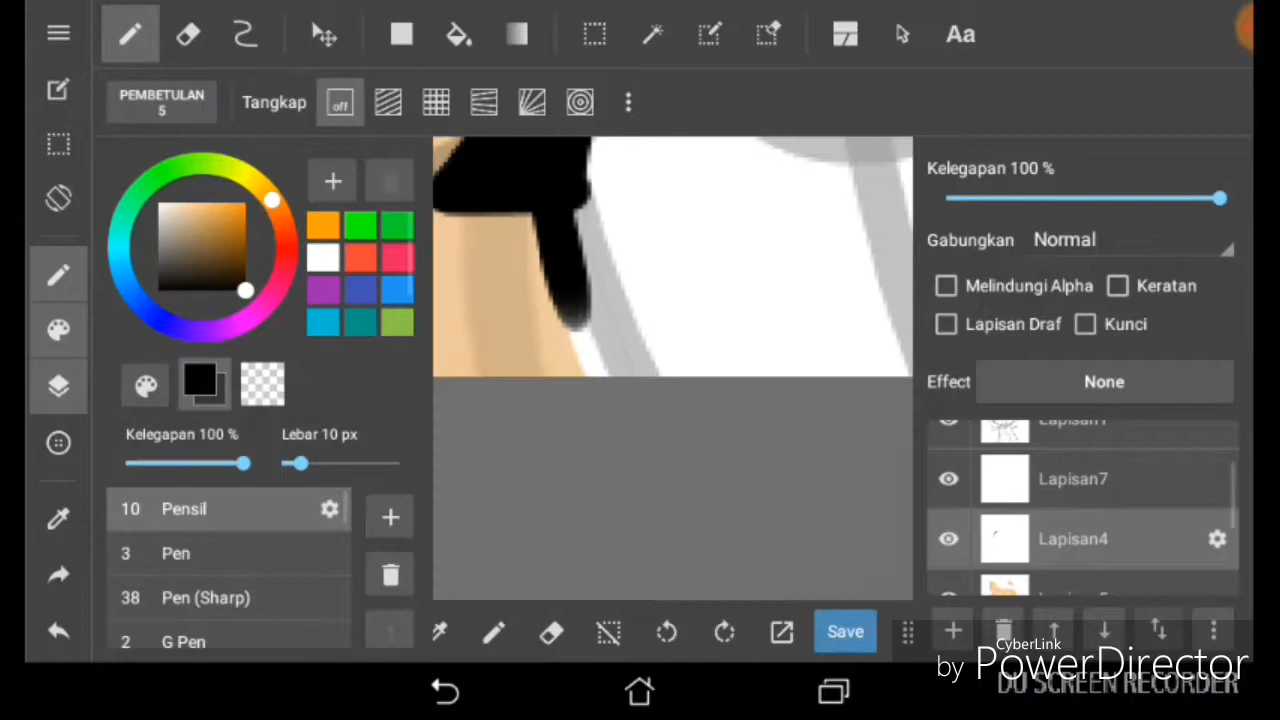 Aa
PEMBETULAN
5
Tangkap
off
Kelegapan 100 %
Gabungkan Normal
Melindungi Alpha Keratan
Lapisan Draf Kunci
Effect None
Kelegapan 100 % Lebar 10 px
10 Pensil
3 Pen
38 Pen (Sharp)
2 G Pen
Lapisan7
Lapisan4
Save
CyberLink
by PowerDirector
DU SCREEN RECORDER